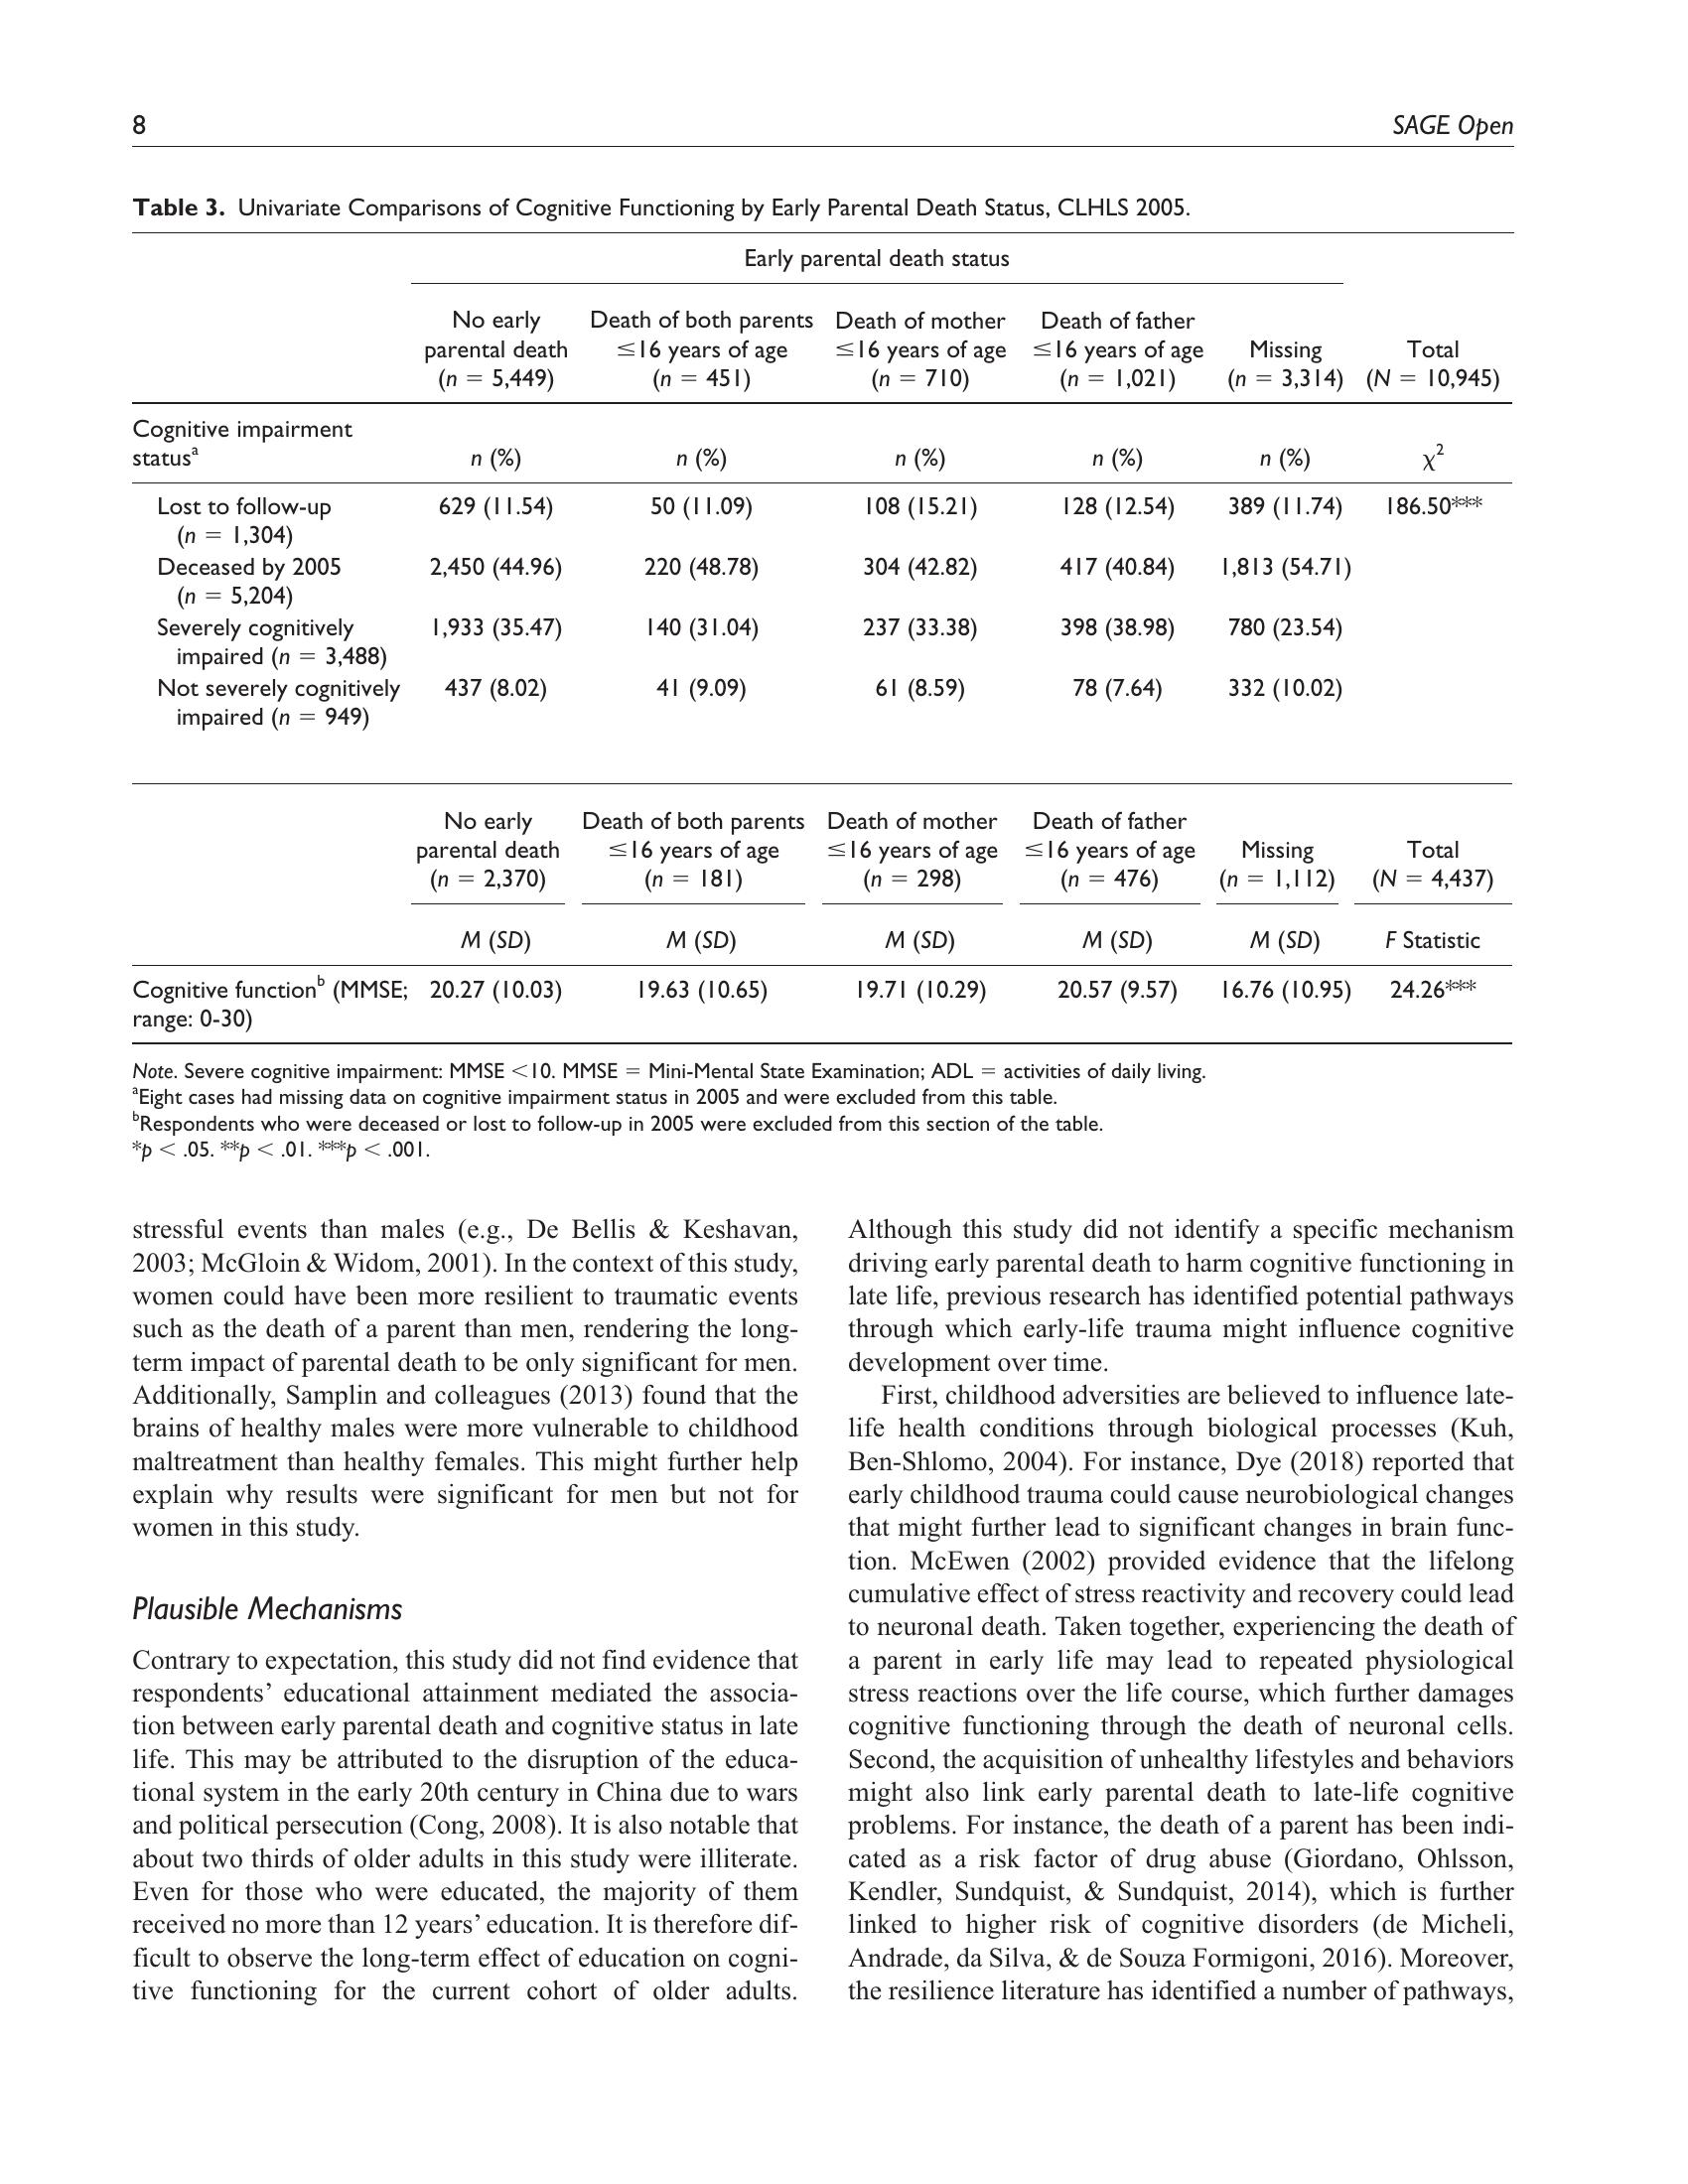 8
SAGE Open
Table 3. Univariate Comparisons of Cognitive Functioning by Early Parental Death Status, CLHLS 2005.
Early parental death status
No early parental death (n = 5,449)
Death of both parents ≤16 years of age (n = 451)
Death of mother ≤16 years of age (n = 710)
Death of father ≤16 years of age (n = 1,021)
Missing (n = 3,314)
Total (N = 10,945)
Cognitive impairment statusᵃ n (%) n (%) n (%) n (%) n (%) χ²
Lost to follow-up (n = 1,304) 629 (11.54) 50 (11.09) 108 (15.21) 128 (12.54) 389 (11.74) 186.50***
Deceased by 2005 (n = 5,204) 2,450 (44.96) 220 (48.78) 304 (42.82) 417 (40.84) 1,813 (54.71)
Severely cognitively impaired (n = 3,488) 1,933 (35.47) 140 (31.04) 237 (33.38) 398 (38.98) 780 (23.54)
Not severely cognitively impaired (n = 949) 437 (8.02) 41 (9.09) 61 (8.59) 78 (7.64) 332 (10.02)
No early parental death (n = 2,370)
Death of both parents ≤16 years of age (n = 181)
Death of mother ≤16 years of age (n = 298)
Death of father ≤16 years of age (n = 476)
Missing (n = 1,112)
Total (N = 4,437)
M (SD) M (SD) M (SD) M (SD) M (SD) F Statistic
Cognitive functionᵇ (MMSE; range: 0-30) 20.27 (10.03) 19.63 (10.65) 19.71 (10.29) 20.57 (9.57) 16.76 (10.95) 24.26***
Note. Severe cognitive impairment: MMSE <10. MMSE = Mini-Mental State Examination; ADL = activities of daily living.
ᵃEight cases had missing data on cognitive impairment status in 2005 and were excluded from this table.
ᵇRespondents who were deceased or lost to follow-up in 2005 were excluded from this section of the table.
*p < .05. **p < .01. ***p < .001.
stressful events than males (e.g., De Bellis & Keshavan,
2003; McGloin & Widom, 2001). In the context of this study,
women could have been more resilient to traumatic events
such as the death of a parent than men, rendering the long-
term impact of parental death to be only significant for men.
Additionally, Samplin and colleagues (2013) found that the
brains of healthy males were more vulnerable to childhood
maltreatment than healthy females. This might further help
explain why results were significant for men but not for
women in this study.
Plausible Mechanisms
Contrary to expectation, this study did not find evidence that
respondents' educational attainment mediated the associa-
tion between early parental death and cognitive status in late
life. This may be attributed to the disruption of the educa-
tional system in the early 20th century in China due to wars
and political persecution (Cong, 2008). It is also notable that
about two thirds of older adults in this study were illiterate.
Even for those who were educated, the majority of them
received no more than 12 years' education. It is therefore dif-
ficult to observe the long-term effect of education on cogni-
tive functioning for the current cohort of older adults.
Although this study did not identify a specific mechanism
driving early parental death to harm cognitive functioning in
late life, previous research has identified potential pathways
through which early-life trauma might influence cognitive
development over time.
First, childhood adversities are believed to influence late-
life health conditions through biological processes (Kuh,
Ben-Shlomo, 2004). For instance, Dye (2018) reported that
early childhood trauma could cause neurobiological changes
that might further lead to significant changes in brain func-
tion. McEwen (2002) provided evidence that the lifelong
cumulative effect of stress reactivity and recovery could lead
to neuronal death. Taken together, experiencing the death of
a parent in early life may lead to repeated physiological
stress reactions over the life course, which further damages
cognitive functioning through the death of neuronal cells.
Second, the acquisition of unhealthy lifestyles and behaviors
might also link early parental death to late-life cognitive
problems. For instance, the death of a parent has been indi-
cated as a risk factor of drug abuse (Giordano, Ohlsson,
Kendler, Sundquist, & Sundquist, 2014), which is further
linked to higher risk of cognitive disorders (de Micheli,
Andrade, da Silva, & de Souza Formigoni, 2016). Moreover,
the resilience literature has identified a number of pathways,